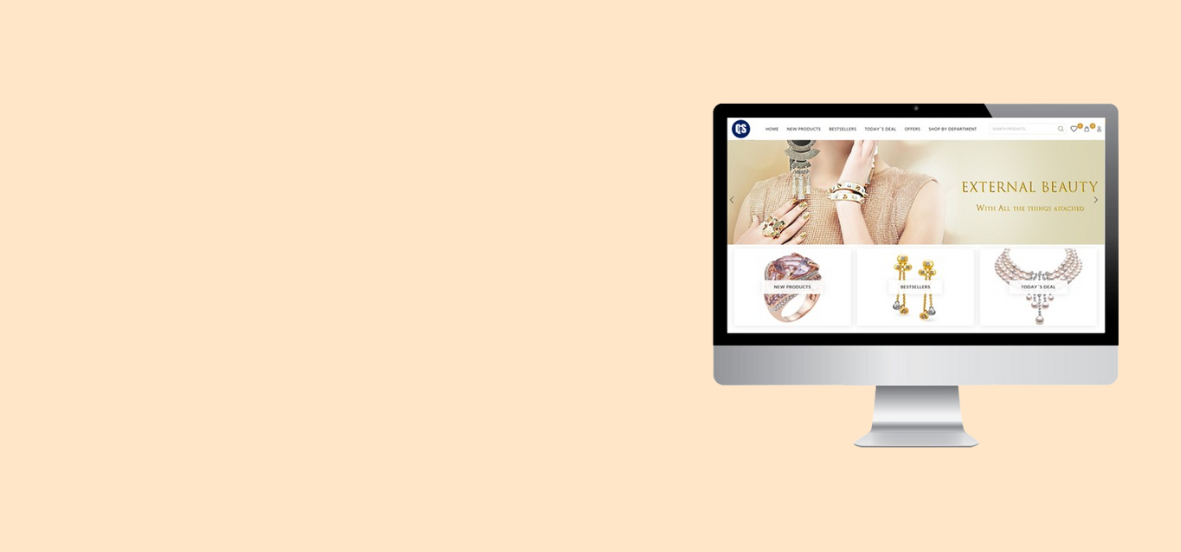 HOME NEW PRODUCTS BESTSELLERS TODAY´S DEAL OFFERS SHOP BY DEPARTMENT SEARCH PRODUCTS
EXTERNAL BEAUTY
WITH ALL THE THINGS ATTACHED
NEW PRODUCTS BESTSELLERS TODAY´S DEAL